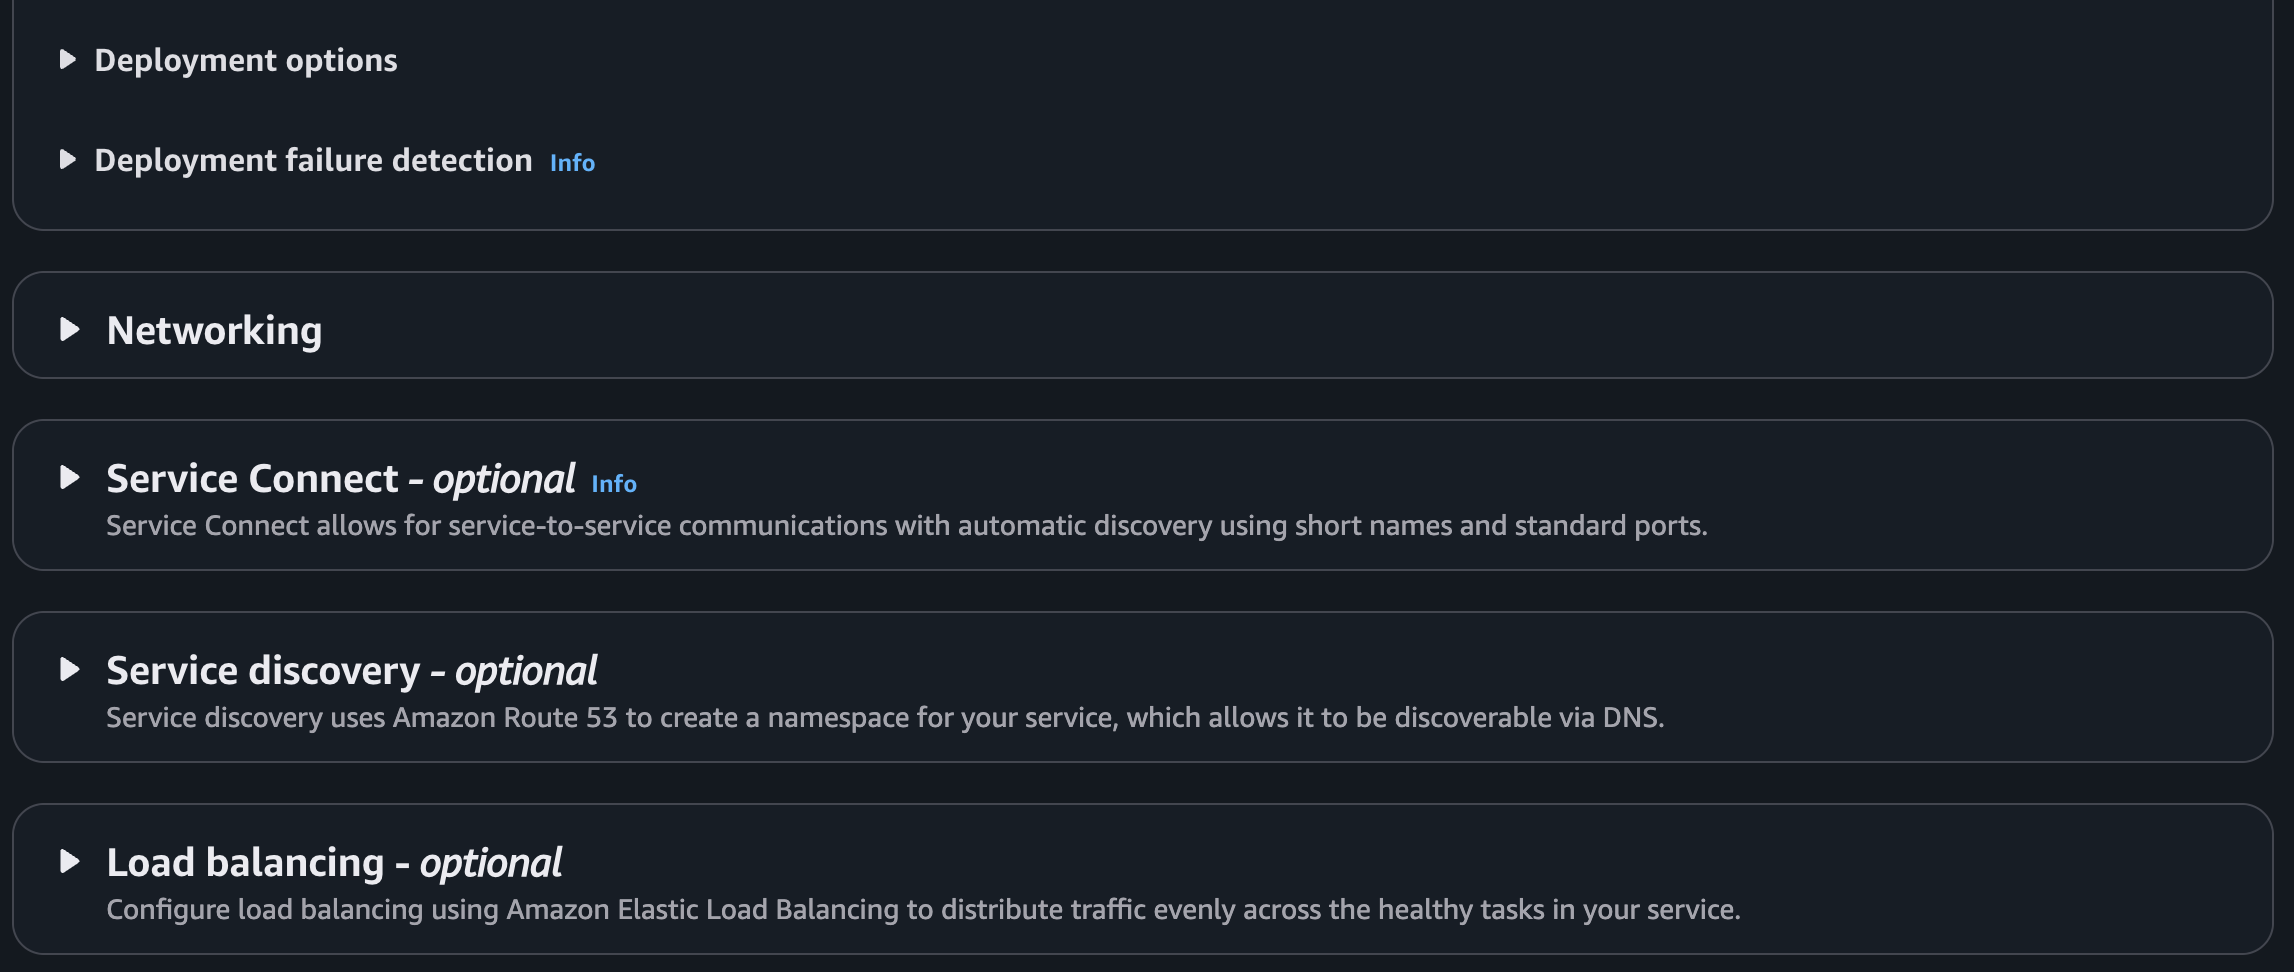 Deployment options
Deployment failure detection Info
Networking
Service Connect - optional Info
Service Connect allows for service-to-service communications with automatic discovery using short names and standard ports.
Service discovery - optional
Service discovery uses Amazon Route 53 to create a namespace for your service, which allows it to be discoverable via DNS.
Load balancing - optional
Configure load balancing using Amazon Elastic Load Balancing to distribute traffic evenly across the healthy tasks in your service.